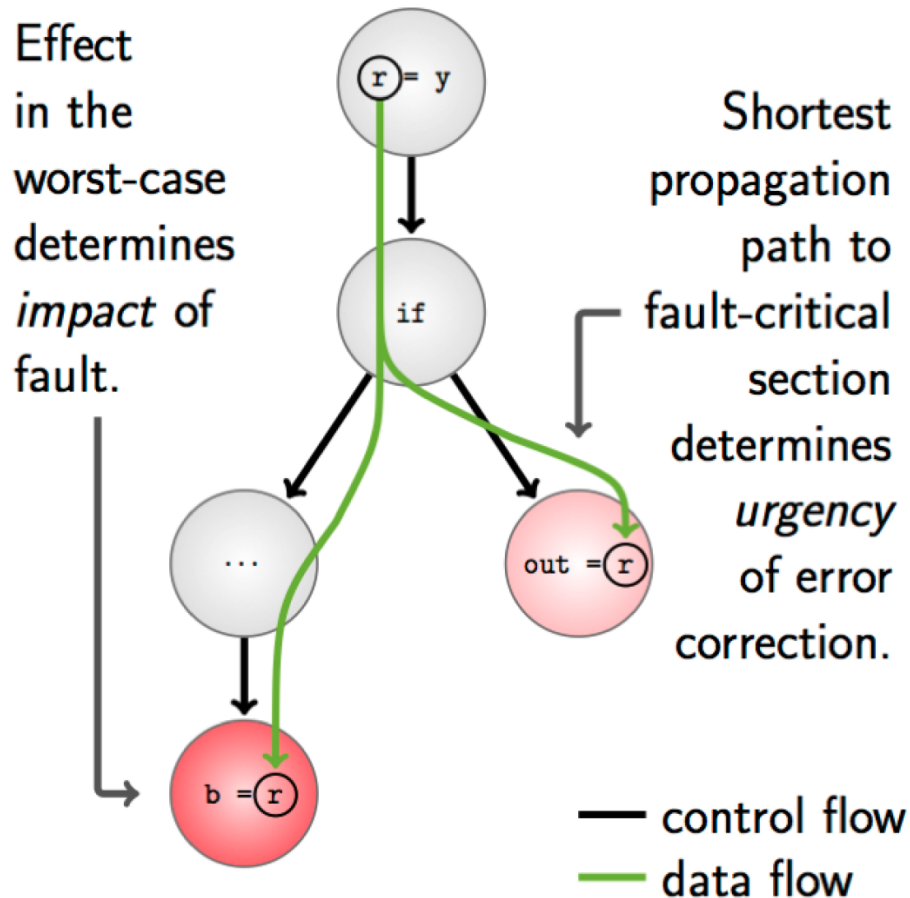 Effect
in the
worst-case
determines
impact of
fault.
r = y
if
...
b = r
out = r
Shortest
propagation
path to
fault-critical
section
determines
urgency
of error
correction.
control flow
data flow